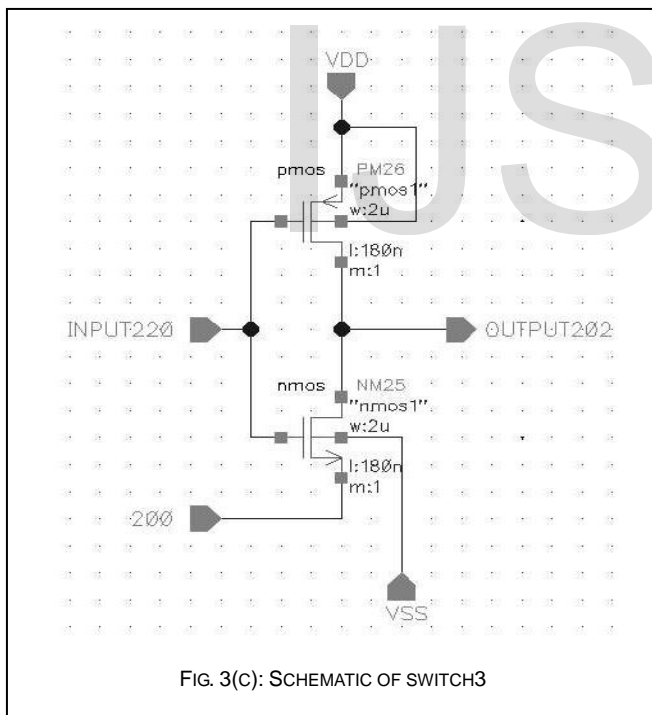 IJS
VDD
pmos PM26
"pmos1"
w:2u
l:180n
m:1
INPUT220 OUTPUT202
nmos NM25
"nmos1"
w:2u
l:180n
m:1
200
VSS
FIG. 3(C): SCHEMATIC OF SWITCH3